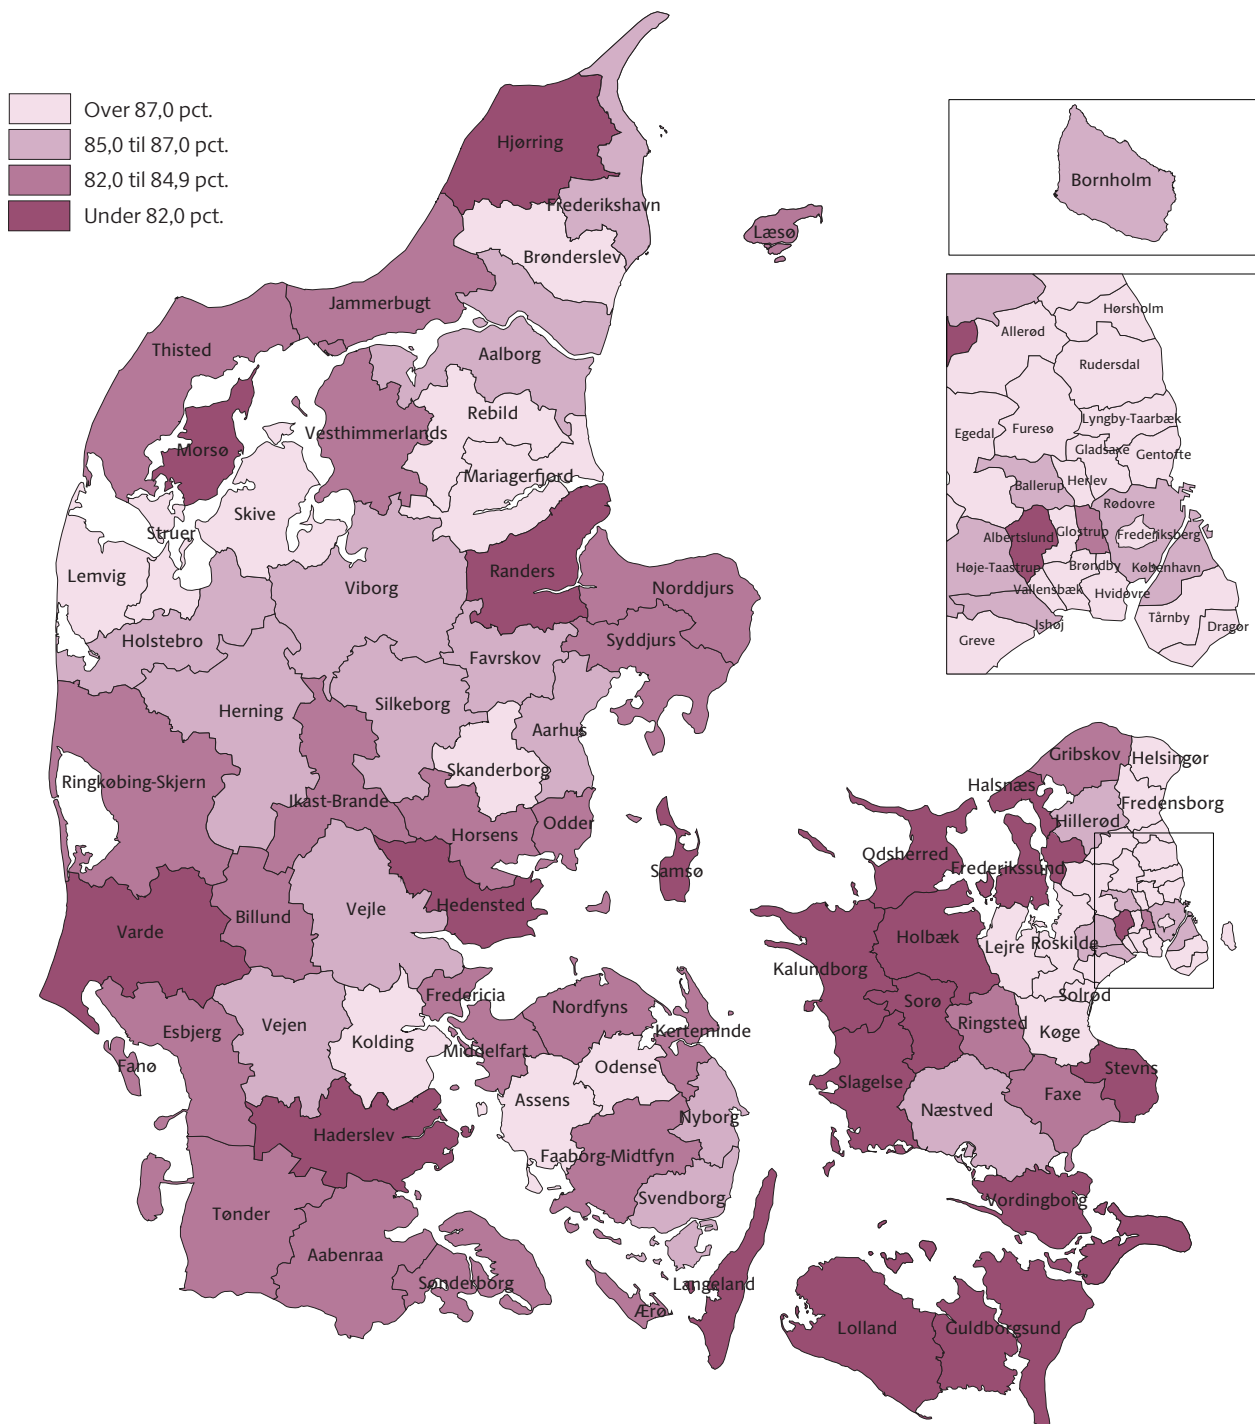 Over 87,0 pct.
85,0 til 87,0 pct.
82,0 til 84,9 pct.
Under 82,0 pct.
Hjørring
Frederikshavn
Brønderslev
Læsø
Jammerbugt
Thisted
Aalborg
Rebild
Vesthimmerlands
Morsø
Mariagerfjord
Skive
Struer
Lemvig
Viborg
Randers
Norddjurs
Holstebro
Syddjurs
Favrskov
Silkeborg
Herning
Aarhus
Skanderborg
Ringkøbing-Skjern
Ikast-Brande
Horsens
Odder
Samsø
Hedensted
Vejle
Billund
Varde
Fredericia
Esbjerg
Vejen
Kolding
Fanø
Middelfart
Nordfyns
Kerteminde
Odense
Assens
Nyborg
Haderslev
Faaborg-Midtfyn
Svendborg
Tønder
Aabenraa
Sønderborg
Langeland
Ærø
Bornholm
Hørsholm
Allerød
Rudersdal
Lyngby-Taarbæk
Egedal
Furesø
Gladsaxe
Gentofte
Herlev
Ballerup
Rødovre
Albertslund
Glostrup
Frederiksberg
Høje-Taastrup
Brøndby
København
Vallensbæk
Hvidovre
Tårnby
Ishøj
Dragør
Greve
Gribskov
Helsingør
Halsnæs
Fredensborg
Hillerød
Odsherred
Frederikssund
Holbæk
Lejre
Roskilde
Kalundborg
Solrød
Sorø
Ringsted
Køge
Stevns
Slagelse
Faxe
Næstved
Vordingborg
Lolland
Guldborgsund